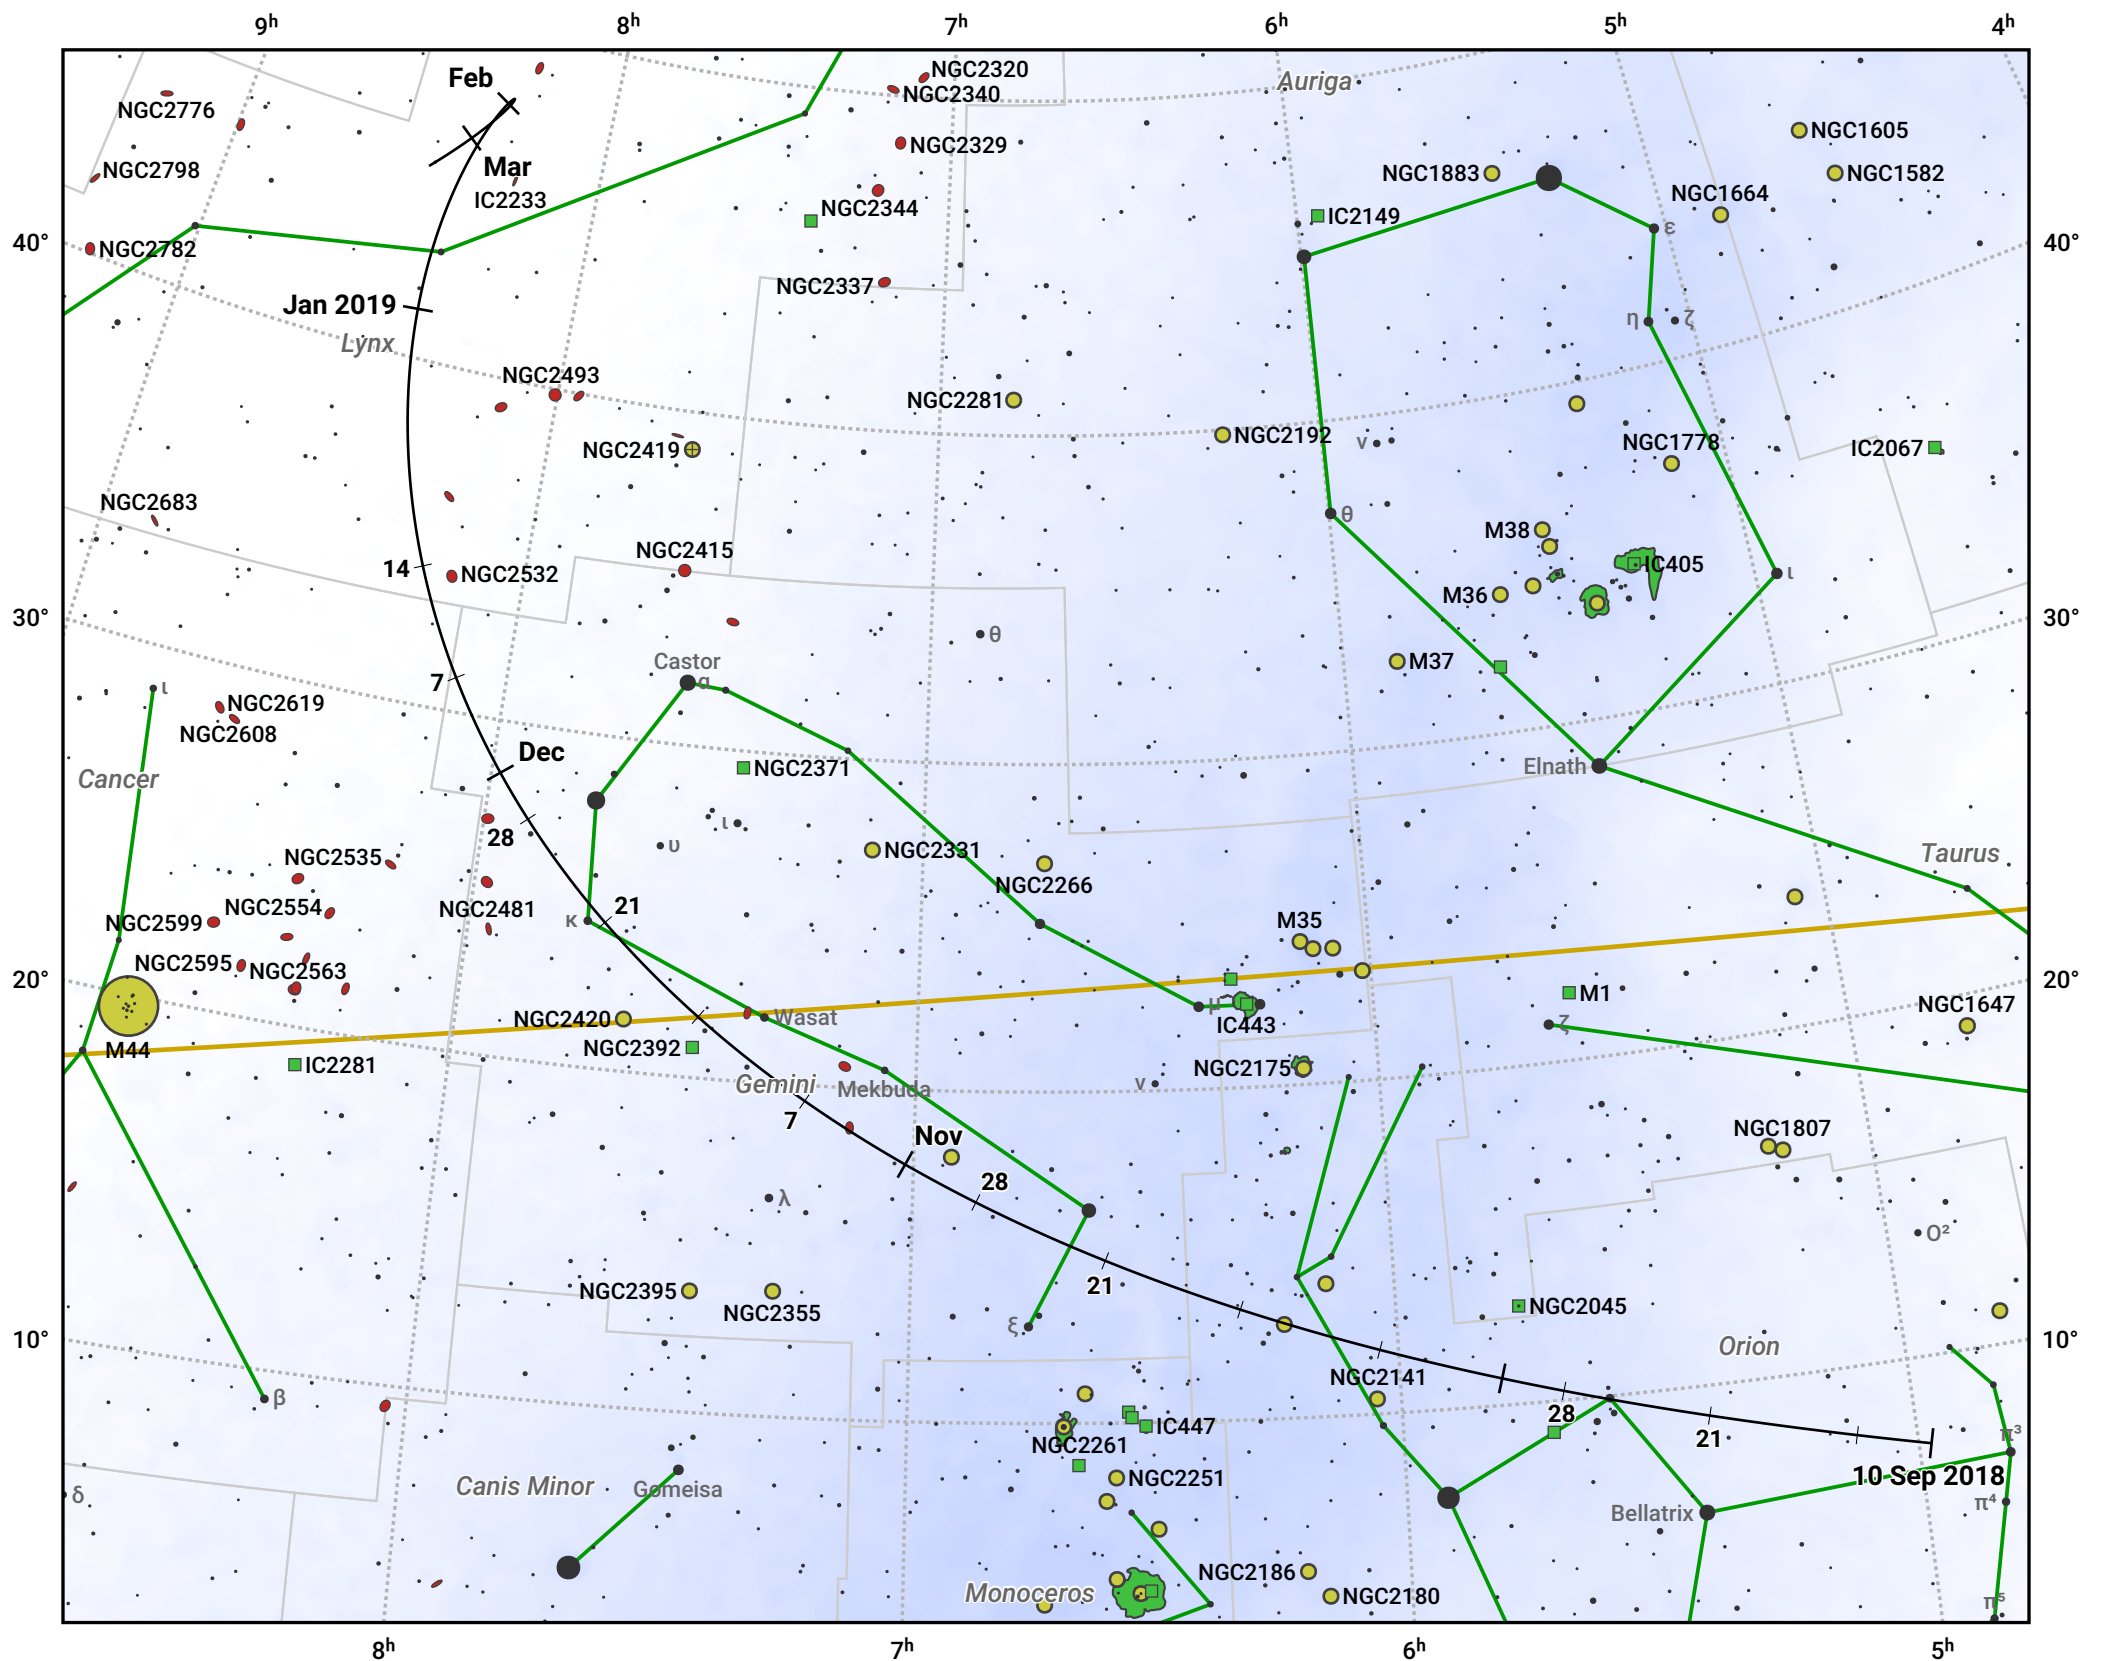 9h
8h
7h
6h
5h
4h
Feb
NGC2320
NGC2340
Auriga
NGC2776
NGC1605
NGC2329
Mar
NGC2798
IC2233
NGC1883
NGC1582
NGC1664
NGC2344
IC2149
ε
40°
NGC2782
40°
NGC2337
Jan 2019
η
ζ
Lynx
NGC2493
NGC2281
NGC2192
ν
NGC1778
NGC2419
IC2067
NGC2683
θ
M38
NGC2415
14
NGC2532
IC405
ι
M36
30°
30°
θ
Castor
α
M37
7
ι
NGC2619
NGC2608
Dec
Cancer
NGC2371
Elnath
28
ι
υ
NGC2331
NGC2535
Taurus
NGC2266
21
NGC2554
NGC2481
κ
NGC2599
M35
NGC2595
NGC2563
20°
20°
M1
NGC1647
μ
NGC2420
Wasat
IC443
ζ
M44
NGC2392
IC2281
NGC2175
Gemini
Mekbuda
ν
7
Nov
NGC1807
28
λ
ο²
21
NGC2395
NGC2355
NGC2045
ξ
10°
10°
Orion
NGC2141
β
28
IC447
21
π³
NGC2261
10 Sep 2018
NGC2251
Canis Minor
Gomeisa
δ
π⁴
Bellatrix
NGC2186
Monoceros
NGC2180
π⁵
8h
7h
6h
5h